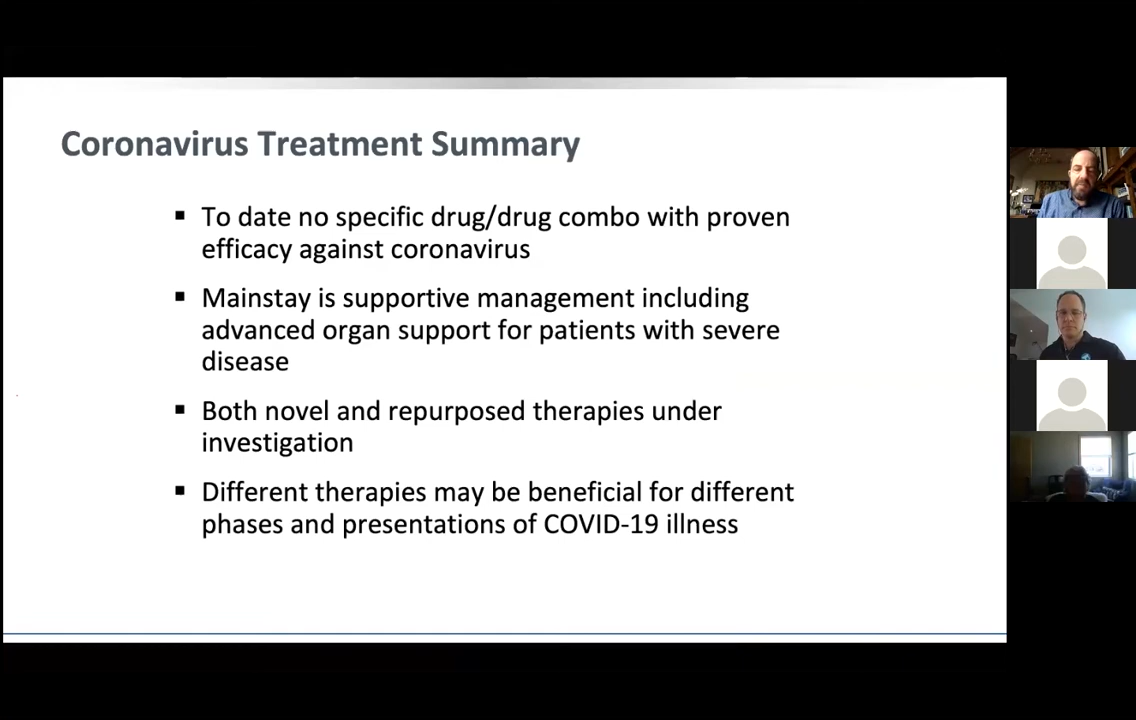 Coronavirus Treatment Summary
▪ To date no specific drug/drug combo with proven
efficacy against coronavirus
▪ Mainstay is supportive management including
advanced organ support for patients with severe
disease
▪ Both novel and repurposed therapies under
investigation
▪ Different therapies may be beneficial for different
phases and presentations of COVID-19 illness